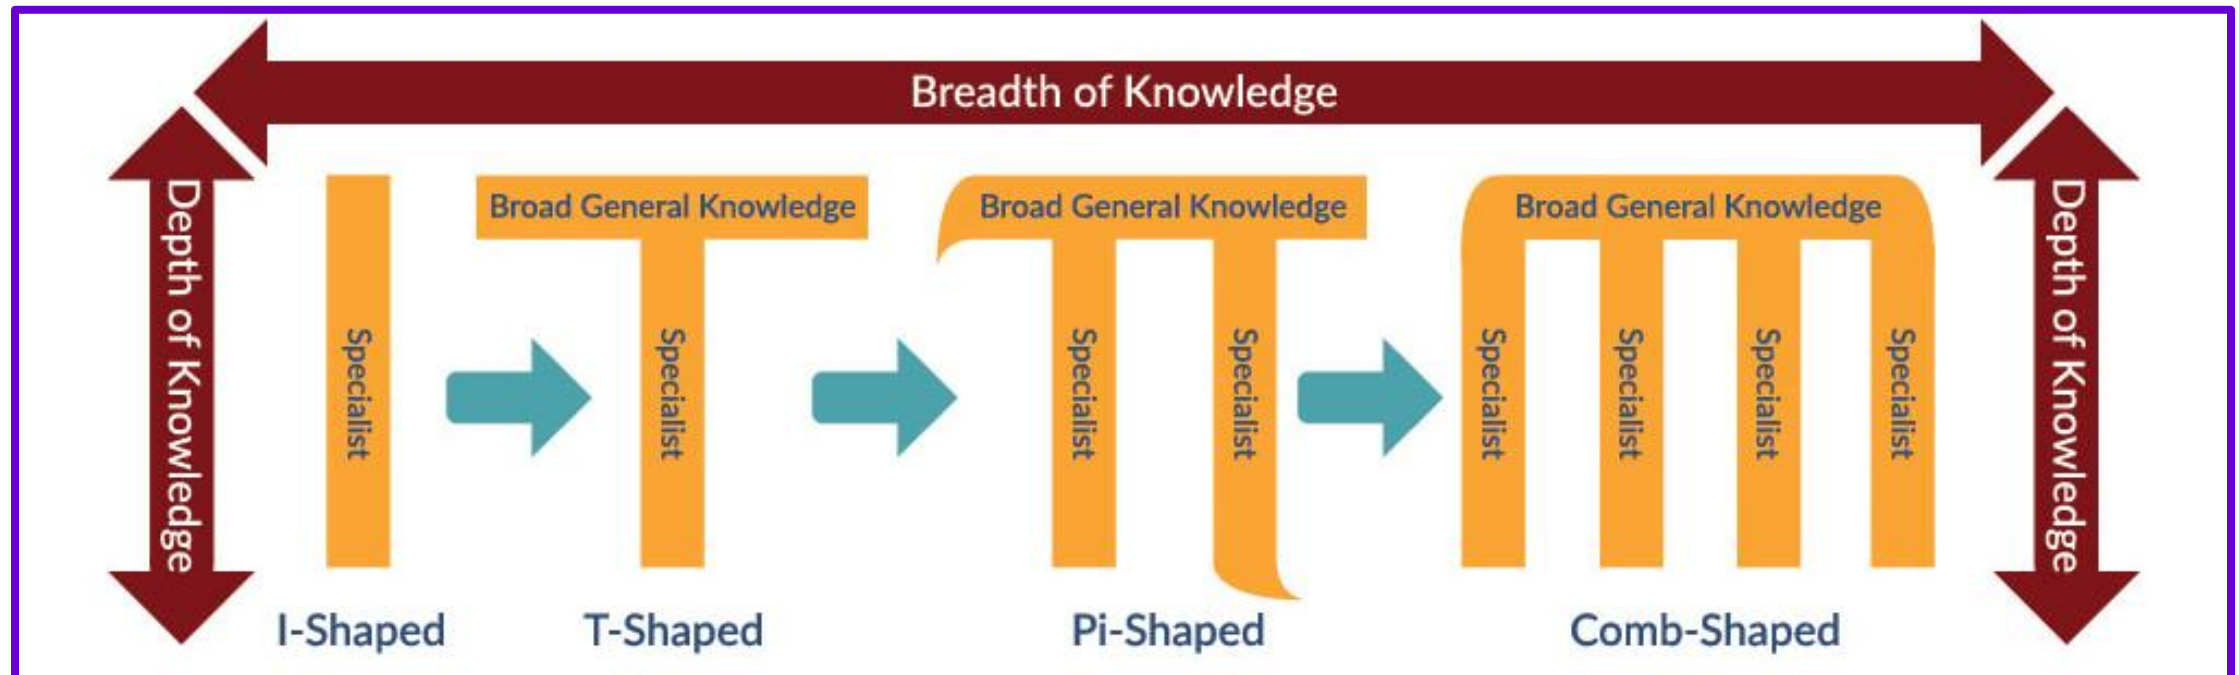 Breadth of Knowledge
Depth of Knowledge
Depth of Knowledge
Specialist
Broad General Knowledge
Specialist
Broad General Knowledge
Specialist
Specialist
Broad General Knowledge
Specialist
Specialist
Specialist
Specialist
I-Shaped
T-Shaped
Pi-Shaped
Comb-Shaped